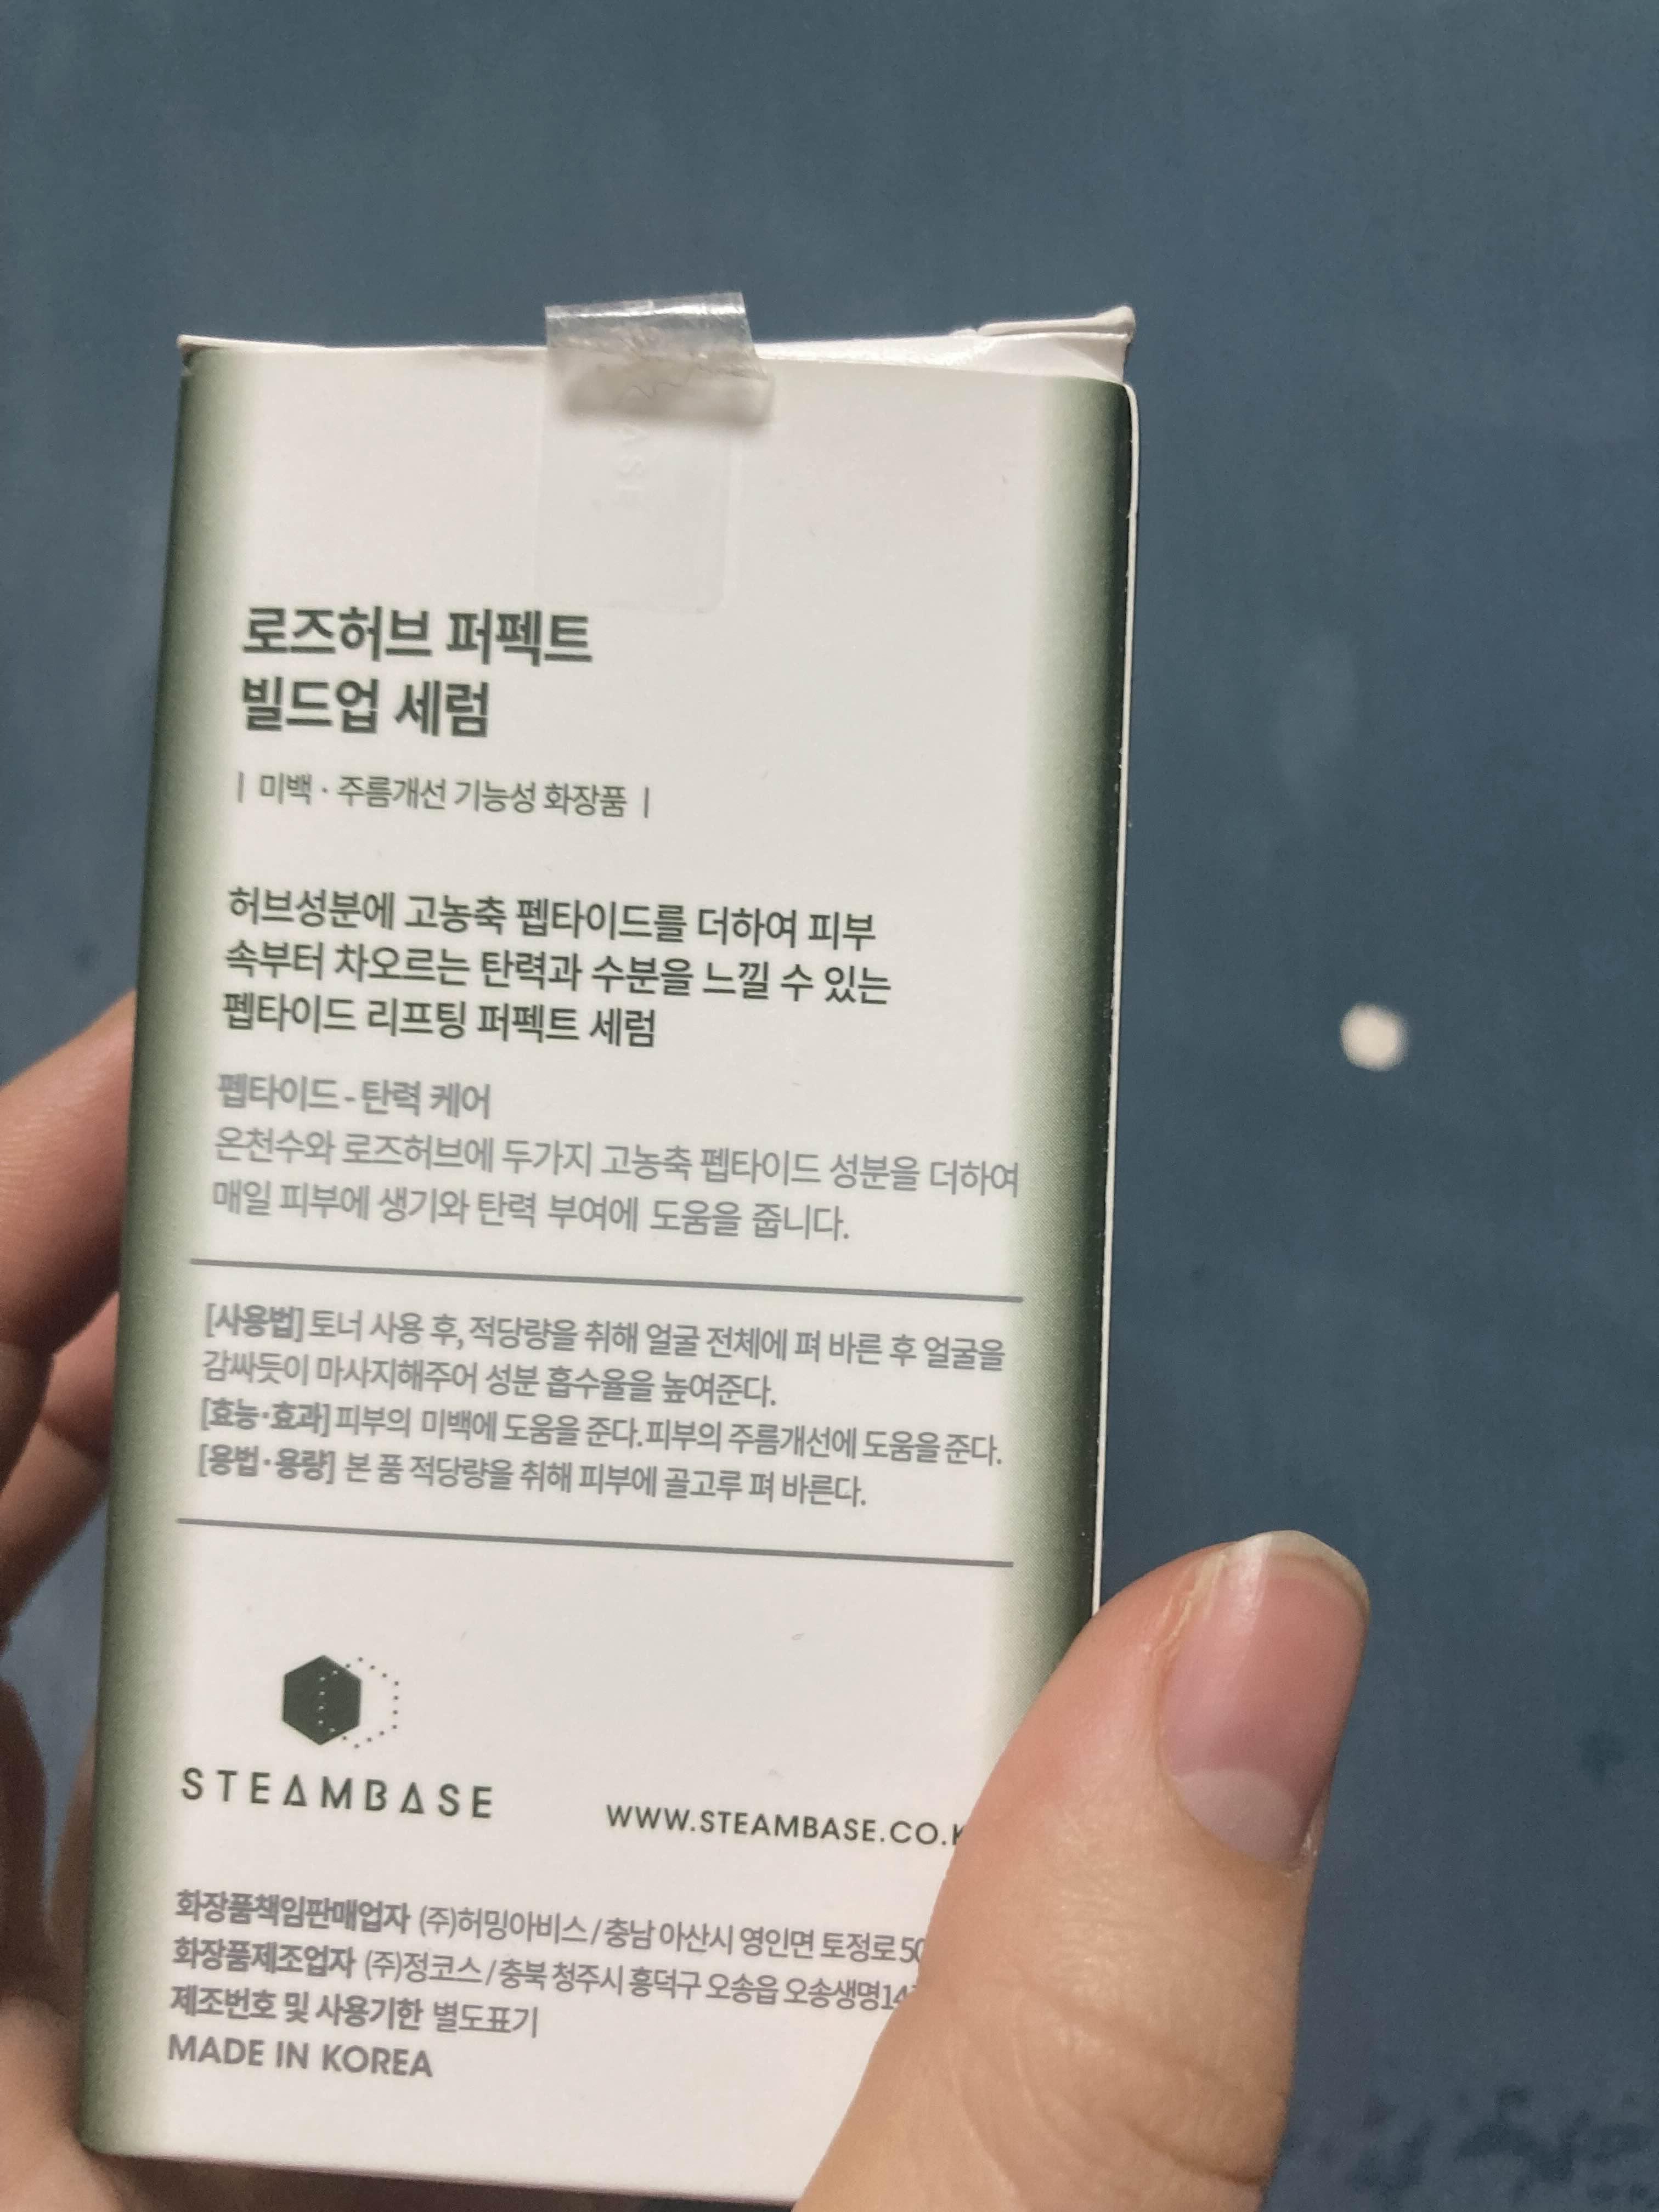 로즈허브 퍼펙트
빌드업 세럼
| 미백 · 주름개선 기능성 화장품 |
허브성분에 고농축 펩타이드를 더하여 피부
속부터 차오르는 탄력과 수분을 느낄 수 있는
펩타이드 리프팅 퍼펙트 세럼
펩타이드 - 탄력 케어
온천수와 로즈허브에 두가지 고농축 펩타이드 성분을 더하여
매일 피부에 생기와 탄력 부여에 도움을 줍니다.
[사용법] 토너 사용 후, 적당량을 취해 얼굴 전체에 펴 바른 후 얼굴을
감싸듯이 마사지해주어 성분 흡수율을 높여준다.
[효능·효과] 피부의 미백에 도움을 준다.피부의 주름개선에 도움을 준다.
[용법·용량] 본 품 적당량을 취해 피부에 골고루 펴 바른다.
STEAMBASE
WWW.STEAMBASE.CO.K
화장품책임판매업자 (주)허밍아비스 / 충남 아산시 영인면 토정로
화장품제조업자 (주)정코스 / 충북 청주시 흥덕구 오송읍 오송생명
제조번호 및 사용기한 별도표기
MADE IN KOREA